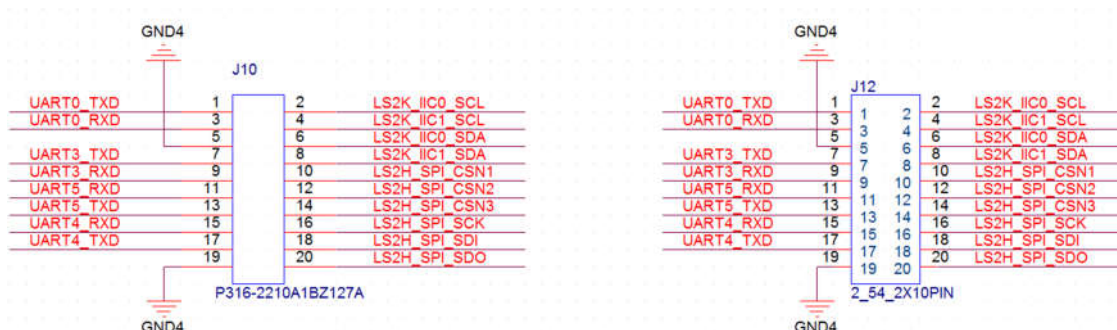 GND4 GND4
J10 J12
UART0_TXD 1 2 LS2K_IIC0_SCL UART0_TXD 1 1 2 2 LS2K_IIC0_SCL
UART0_RXD 3 4 LS2K_IIC1_SCL UART0_RXD 3 3 4 4 LS2K_IIC1_SCL
5 6 LS2K_IIC0_SDA 5 5 6 6 LS2K_IIC0_SDA
UART3_TXD 7 8 LS2K_IIC1_SDA UART3_TXD 7 7 8 8 LS2K_IIC1_SDA
UART3_RXD 9 10 LS2H_SPI_CSN1 UART3_RXD 9 9 10 10 LS2H_SPI_CSN1
UART5_RXD 11 12 LS2H_SPI_CSN2 UART5_RXD 11 11 12 12 LS2H_SPI_CSN2
UART5_TXD 13 14 LS2H_SPI_CSN3 UART5_TXD 13 13 14 14 LS2H_SPI_CSN3
UART4_RXD 15 16 LS2H_SPI_SCK UART4_RXD 15 15 16 16 LS2H_SPI_SCK
UART4_TXD 17 18 LS2H_SPI_SDI UART4_TXD 17 17 18 18 LS2H_SPI_SDI
19 20 LS2H_SPI_SDO 19 19 20 20 LS2H_SPI_SDO
P316-2210A1BZ127A 2_54_2X10PIN
GND4 GND4